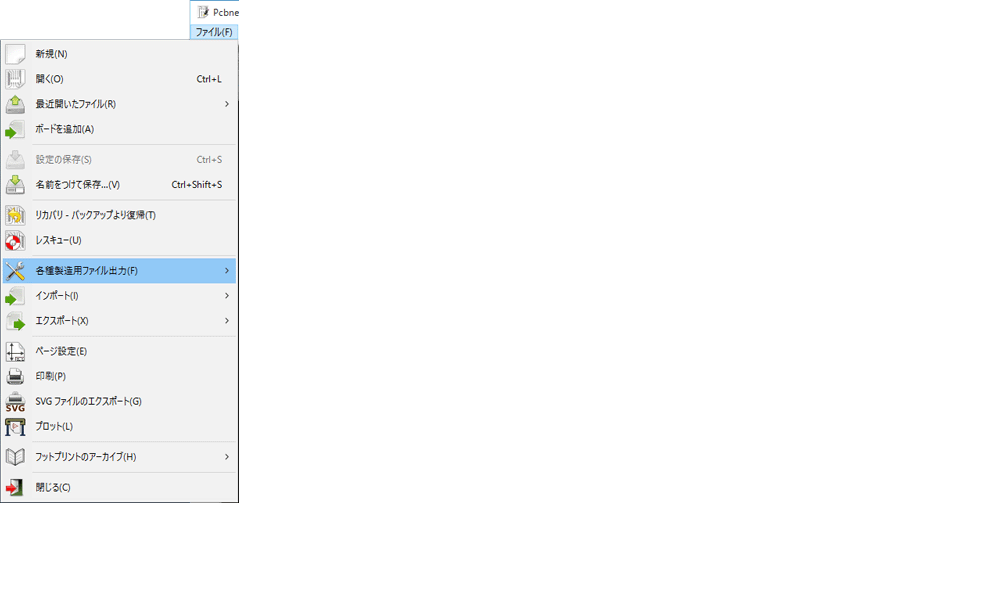 Pcbne
ファイル(F)
新規(N)
開く(O) Ctrl+L
最近開いたファイル(R)
ボードを追加(A)
設定の保存(S) Ctrl+S
名前をつけて保存...(V) Ctrl+Shift+S
リカバリ - バックアップより復帰(T)
レスキュー(U)
各種製造用ファイル出力(F)
インポート(I)
エクスポート(X)
ページ設定(E)
印刷(P)
SVG ファイルのエクスポート(G)
SVG
プロット(L)
フットプリントのアーカイブ(H)
閉じる(C)